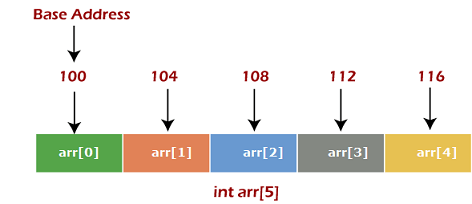 Base Address
100 104 108 112 116
arr[0] arr[1] arr[2] arr[3] arr[4]
int arr[5]